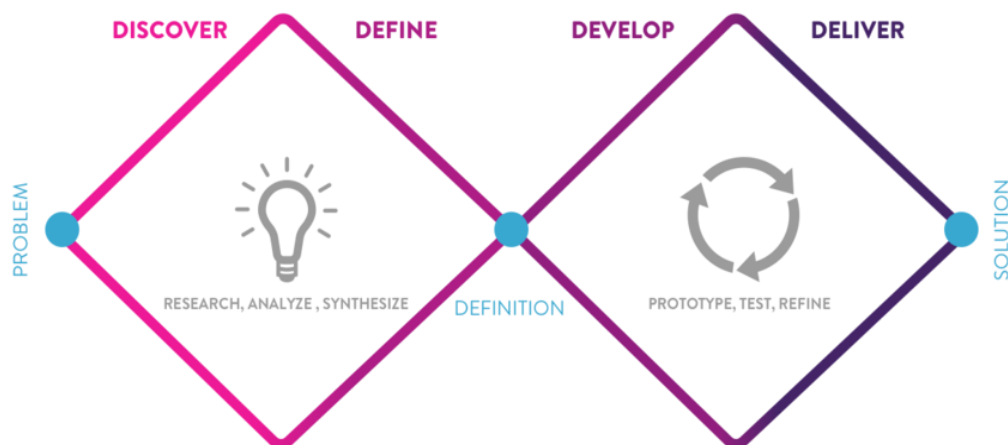 DISCOVER
DEFINE
DEVELOP
DELIVER
PROBLEM
RESEARCH, ANALYZE , SYNTHESIZE
DEFINITION
PROTOTYPE, TEST, REFINE
SOLUTION